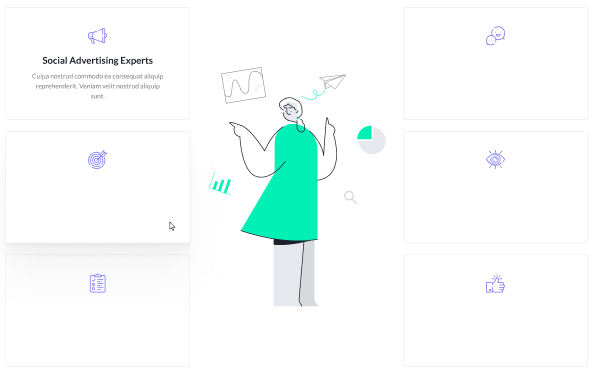 Social Advertising Experts
Culpa nostrud commodo ea consequat aliquip
reprehenderit. Veniam velit nostrud aliquip
sunt.